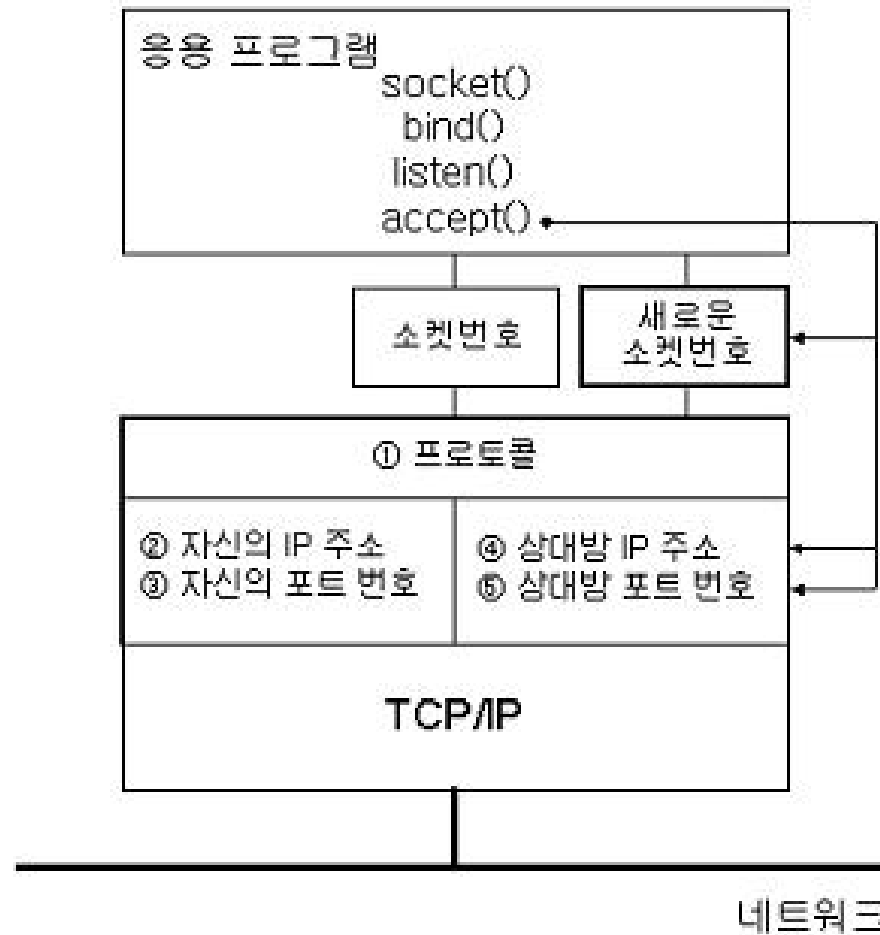 응용 프로그램
socket()
bind()
listen()
accept()
소켓번호
새로운
소켓번호
① 프로토콜
② 자신의 IP 주소
③ 자신의 포트 번호
④ 상대방 IP 주소
⑤ 상대방 포트 번호
TCP/IP
네트워크